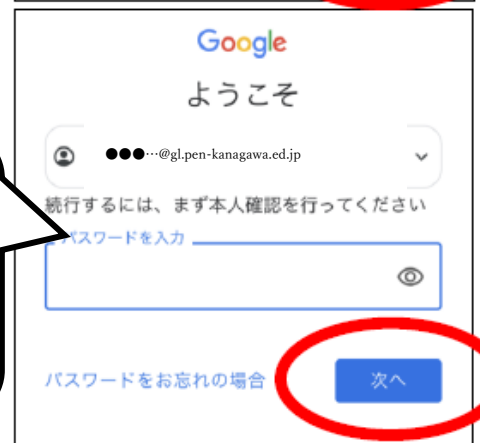 Google
ようこそ
●●●…@gl.pen-kanagawa.ed.jp
続行するには、まず本人確認を行ってください
パスワードを入力
パスワードをお忘れの場合
次へ